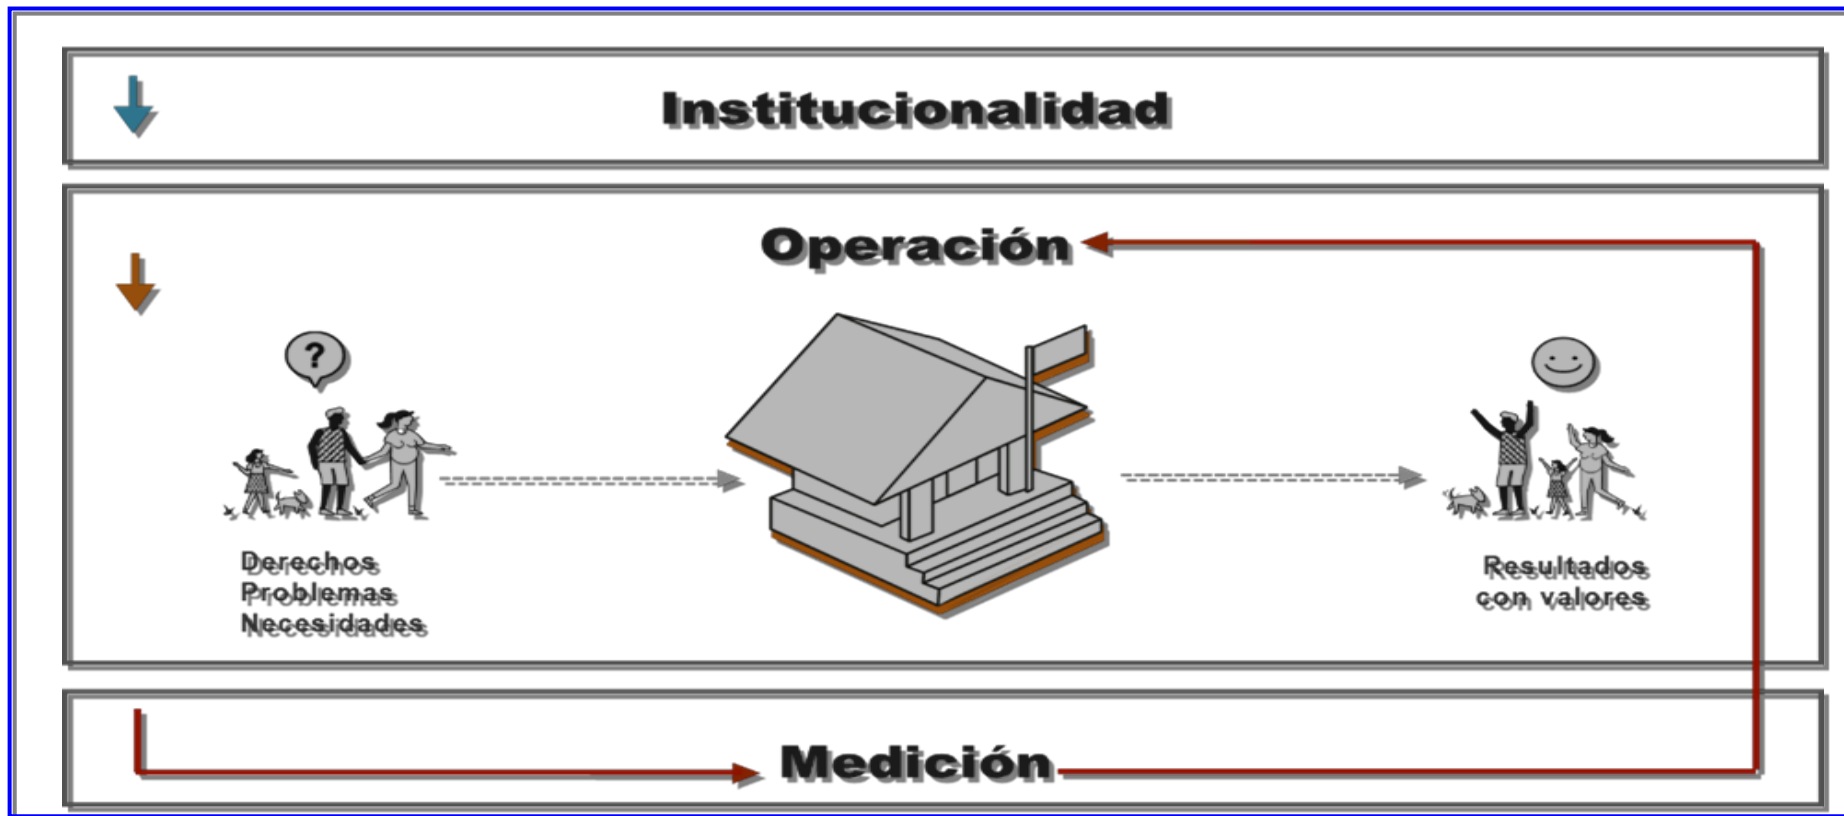 Institucionalidad
Operación
?
Derechos
Problemas
Necesidades
Resultados
con valores
Medición